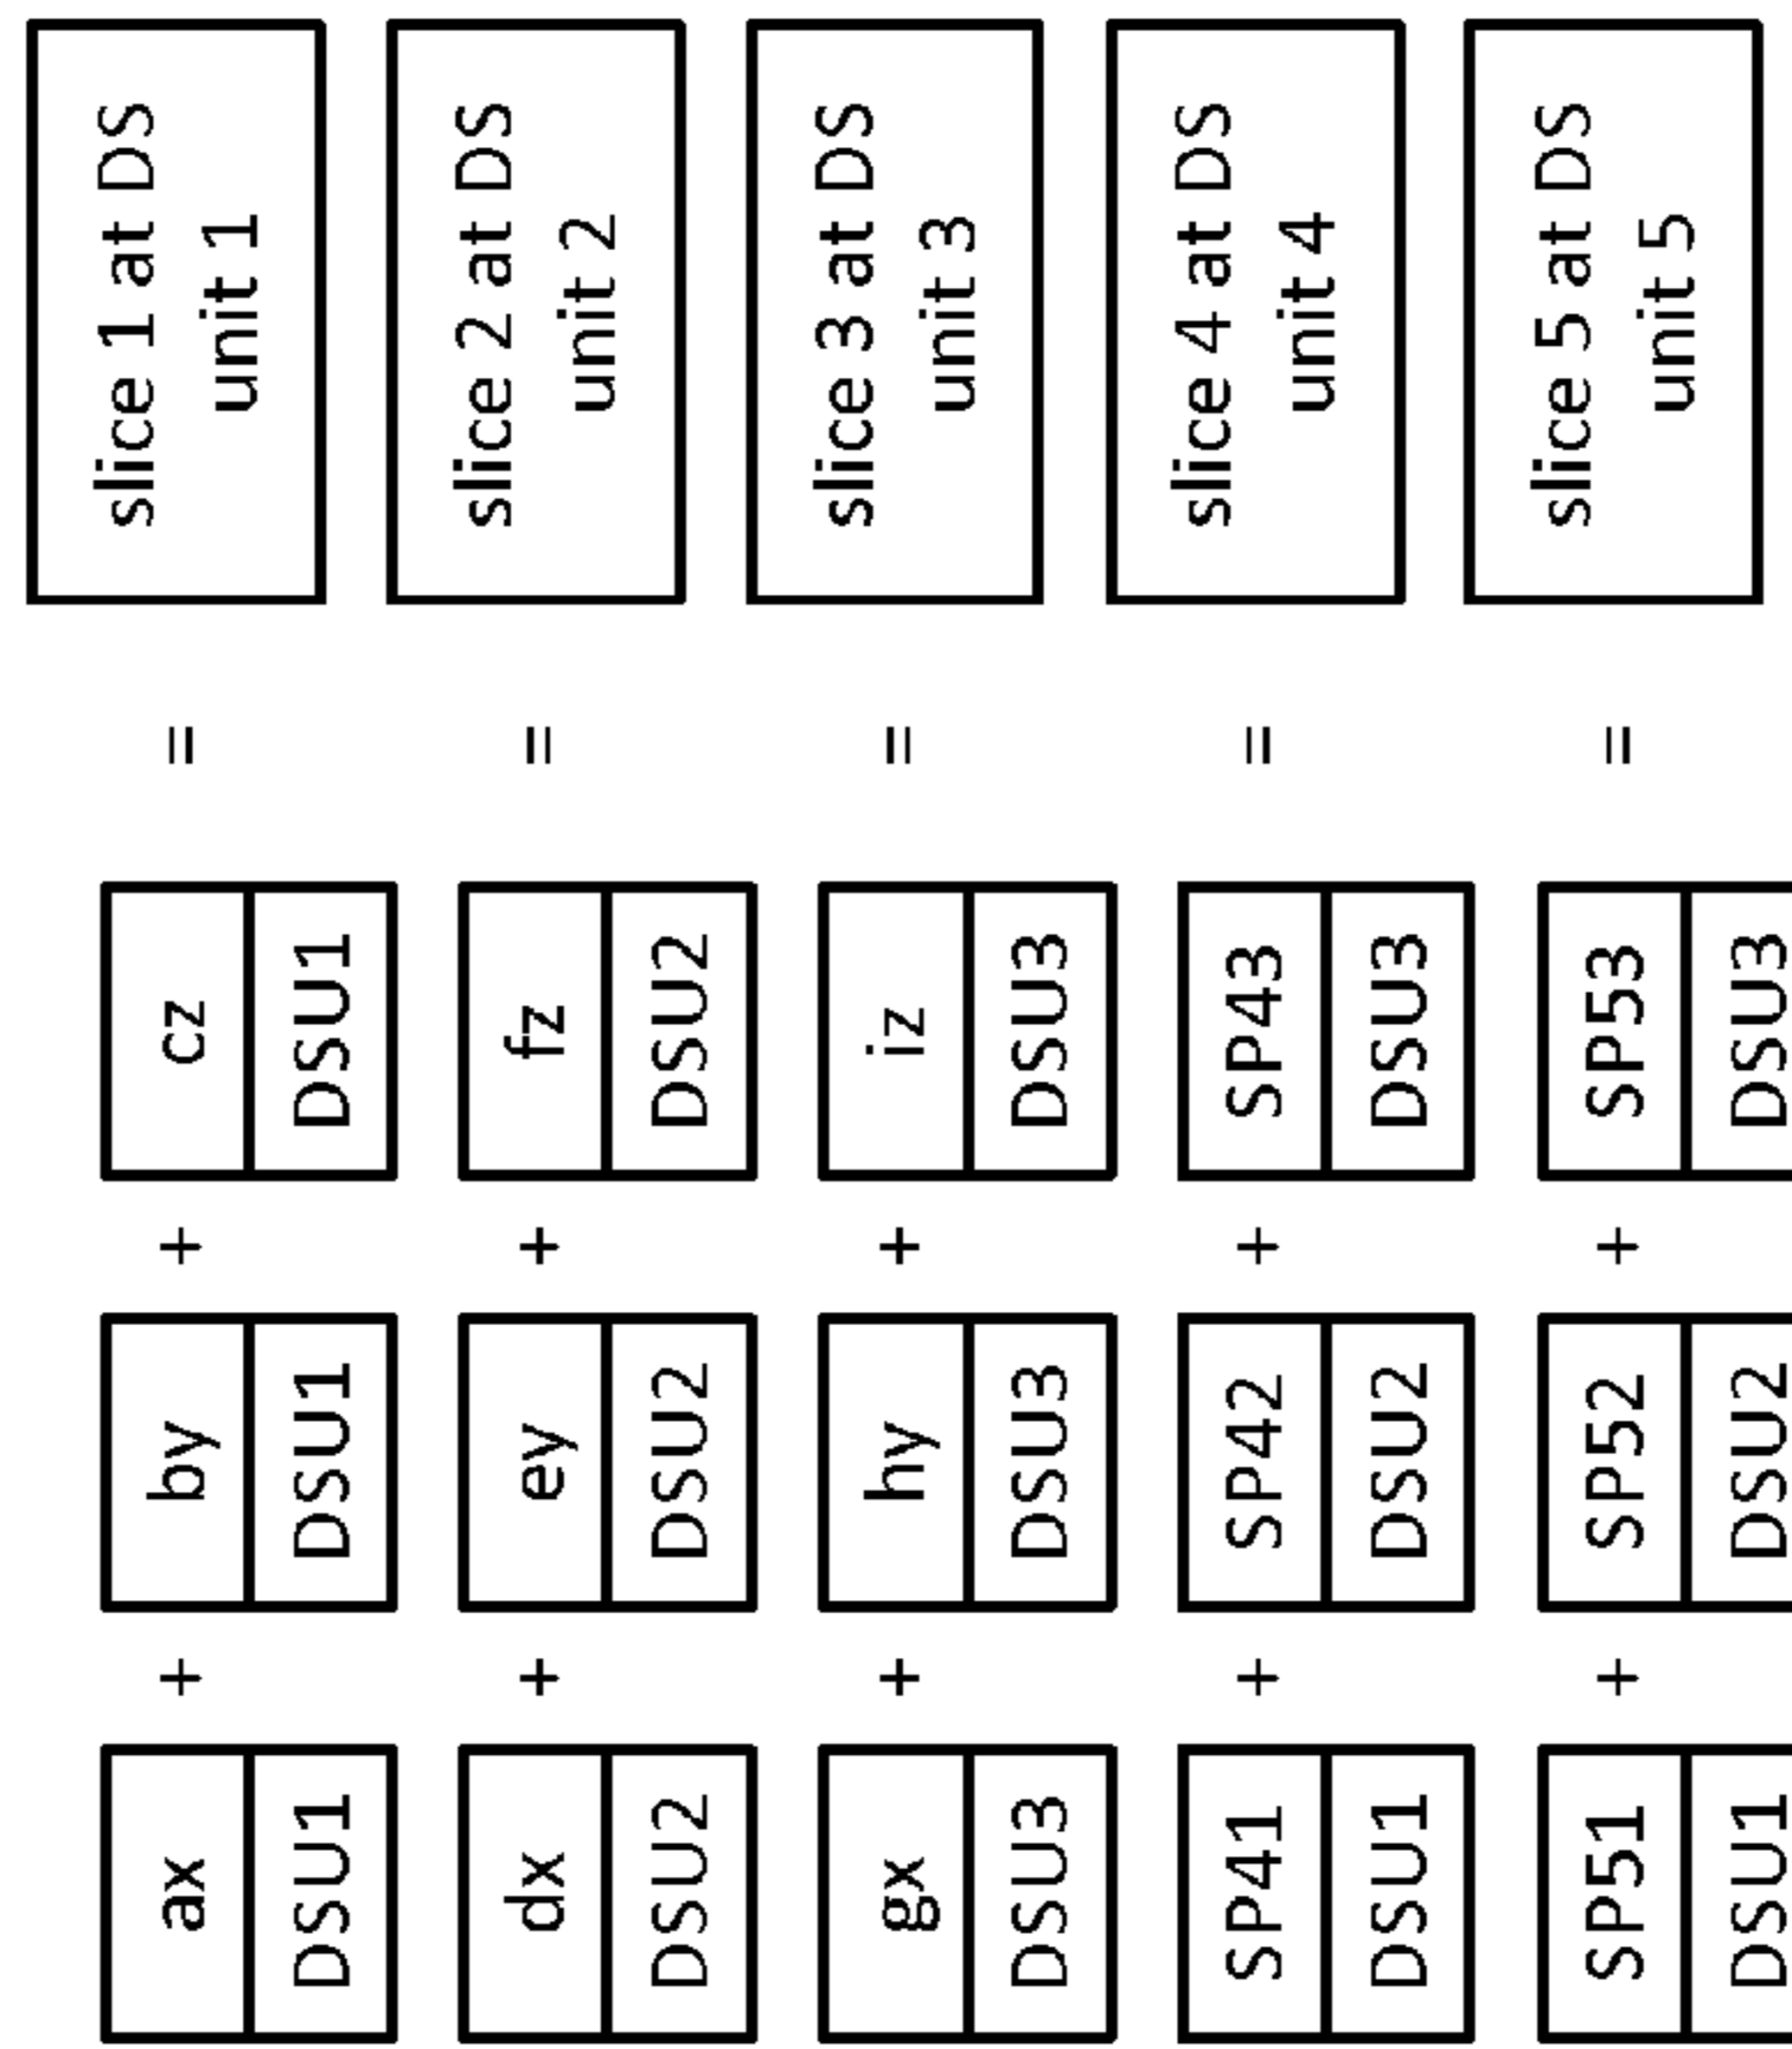 ax + by + cz =
DSU1 DSU1 DSU1
slice 1 at DS
unit 1
dx + ey + fz =
DSU2 DSU2 DSU2
slice 2 at DS
unit 2
gx + hy + iz =
DSU3 DSU3 DSU3
slice 3 at DS
unit 3
SP41 + SP42 + SP43 =
DSU1 DSU2 DSU3
slice 4 at DS
unit 4
SP51 + SP52 + SP53 =
DSU1 DSU2 DSU3
slice 5 at DS
unit 5